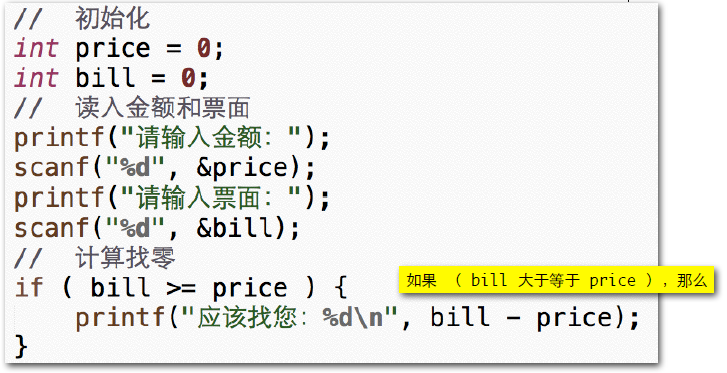 //  初始化
int price = 0;
int bill = 0;
//  读入金额和票面
printf("请输入金额：");
scanf("%d", &price);
printf("请输入票面：");
scanf("%d", &bill);
//  计算找零
if ( bill >= price ) {
如果 （ bill 大于等于 price ），那么
    printf("应该找您：%d\n", bill - price);
}